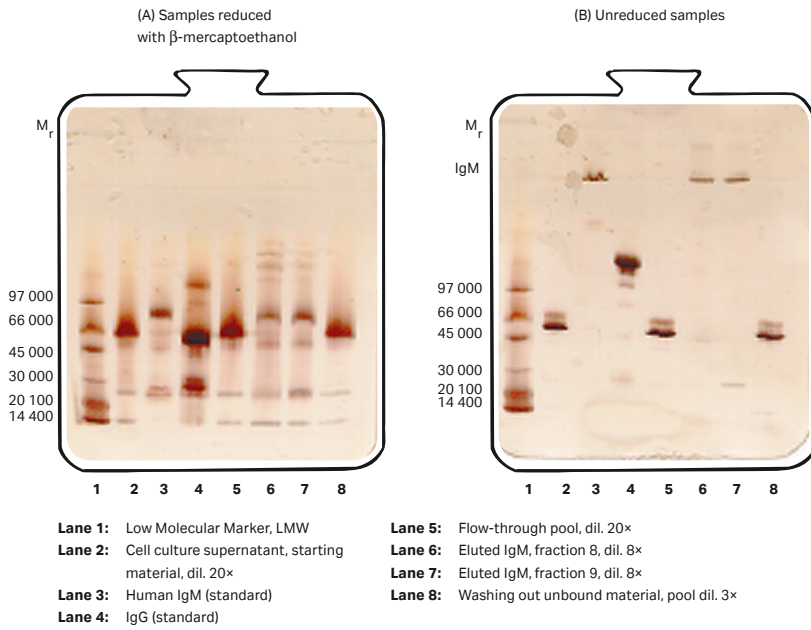 (A) Samples reduced
with β-mercaptoethanol
Mr
97 000
66 000
45 000
30 000
20 100
14 400
1 2 3 4 5 6 7 8
(B) Unreduced samples
Mr
IgM
97 000
66 000
45 000
30 000
20 100
14 400
1 2 3 4 5 6 7 8
Lane 1: Low Molecular Marker, LMW
Lane 2: Cell culture supernatant, starting
material, dil. 20×
Lane 3: Human IgM (standard)
Lane 4: IgG (standard)
Lane 5: Flow-through pool, dil. 20×
Lane 6: Eluted IgM, fraction 8, dil. 8×
Lane 7: Eluted IgM, fraction 9, dil. 8×
Lane 8: Washing out unbound material, pool dil. 3×